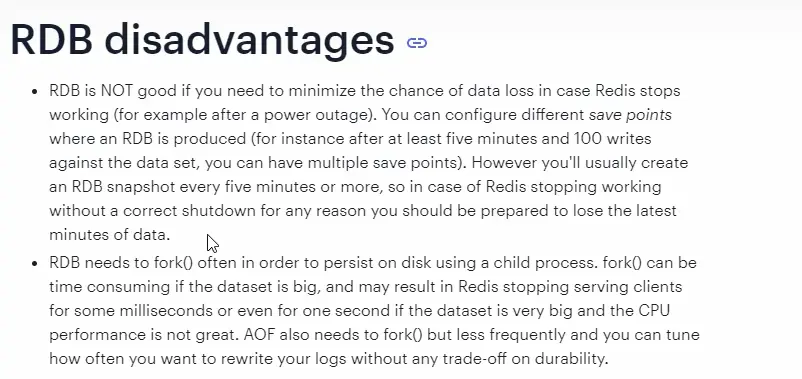 RDB disadvantages
• RDB is NOT good if you need to minimize the chance of data loss in case Redis stops
working (for example after a power outage). You can configure different save points
where an RDB is produced (for instance after at least five minutes and 100 writes
against the data set, you can have multiple save points). However you'll usually create
an RDB snapshot every five minutes or more, so in case of Redis stopping working
without a correct shutdown for any reason you should be prepared to lose the latest
minutes of data.
• RDB needs to fork() often in order to persist on disk using a child process. fork() can be
time consuming if the dataset is big, and may result in Redis stopping serving clients
for some milliseconds or even for one second if the dataset is very big and the CPU
performance is not great. AOF also needs to fork() but less frequently and you can tune
how often you want to rewrite your logs without any trade-off on durability.